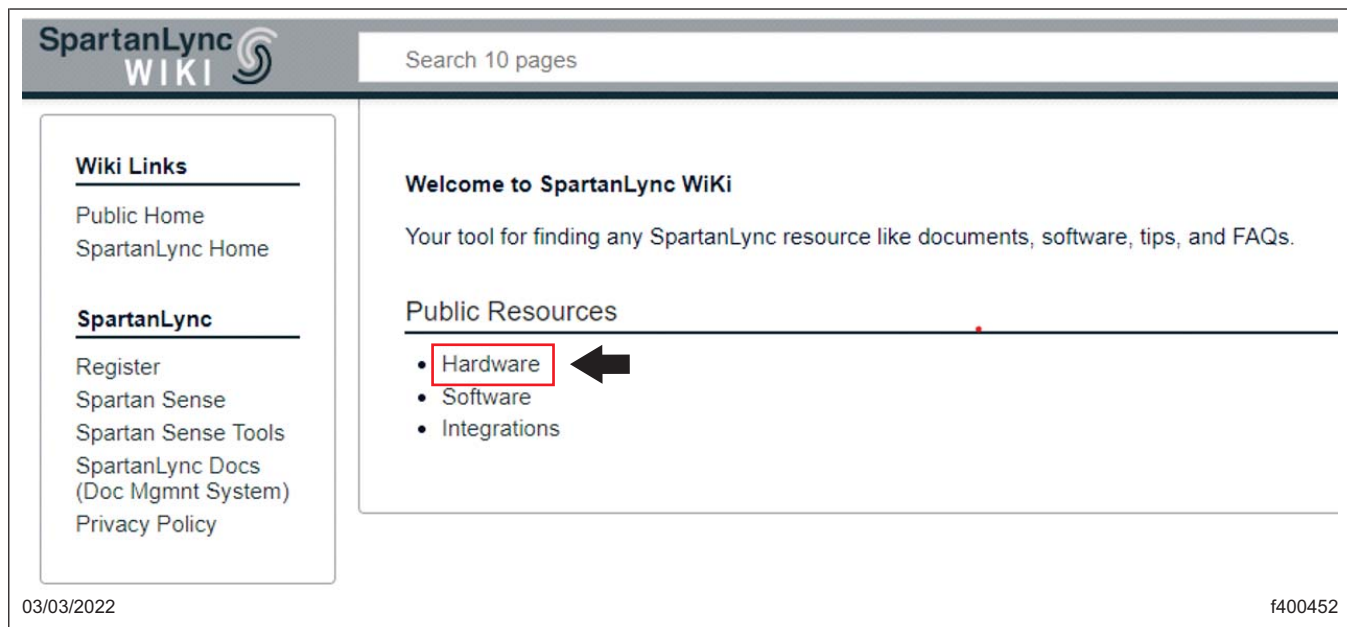 SpartanLync
WIKI
Search 10 pages
Wiki Links
Public Home
SpartanLync Home
SpartanLync
Register
Spartan Sense
Spartan Sense Tools
SpartanLync Docs
(Doc Mgmnt System)
Privacy Policy
Welcome to SpartanLync WiKi
Your tool for finding any SpartanLync resource like documents, software, tips, and FAQs.
Public Resources
• Hardware
• Software
• Integrations
03/03/2022
f400452